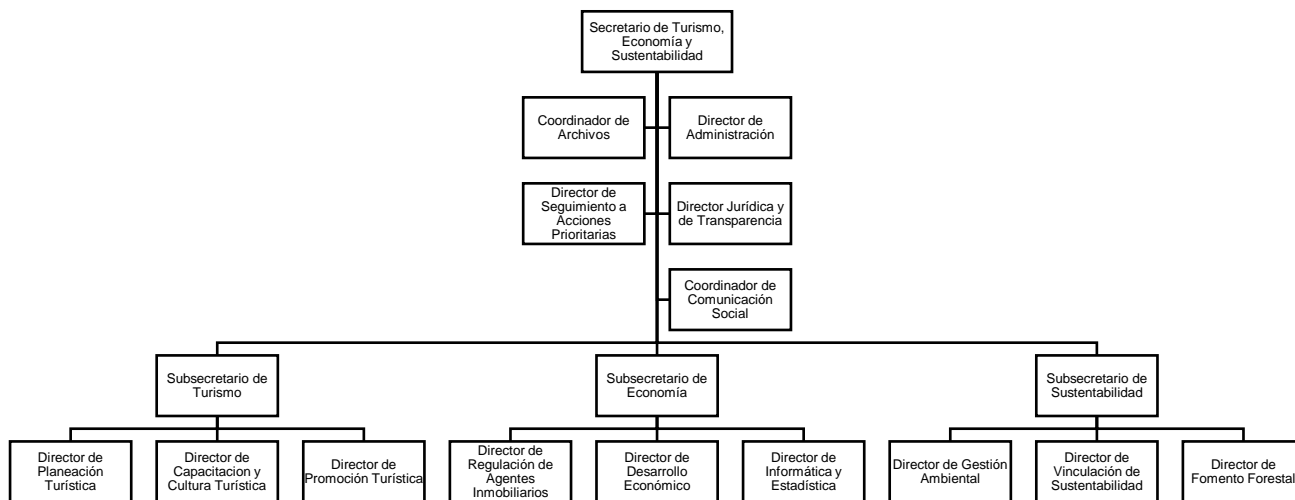 Secretario de Turismo,
Economía y
Sustentabilidad
Coordinador de
Archivos
Director de
Administración
Director de
Seguimiento a
Acciones
Prioritarias
Director Jurídica y
de Transparencia
Coordinador de
Comunicación
Social
Subsecretario de
Turismo
Subsecretario de
Economía
Subsecretario de
Sustentabilidad
Director de
Planeación
Turística
Director de
Capacitacion y
Cultura Turística
Director de
Promoción Turística
Director de
Regulación de
Agentes
Inmobiliarios
Director de
Desarrollo
Económico
Director de
Informática y
Estadística
Director de Gestión
Ambiental
Director de
Vinculación de
Sustentabilidad
Director de
Fomento Forestal